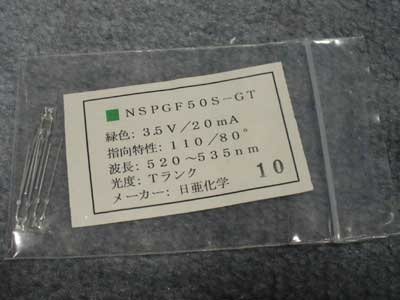 ■ NSPGF50S-GT
緑色: 3.5V/20mA
指向特性: 110/80°
波長: 520～535nm
光度: Tランク
メーカー: 日亜化学
10